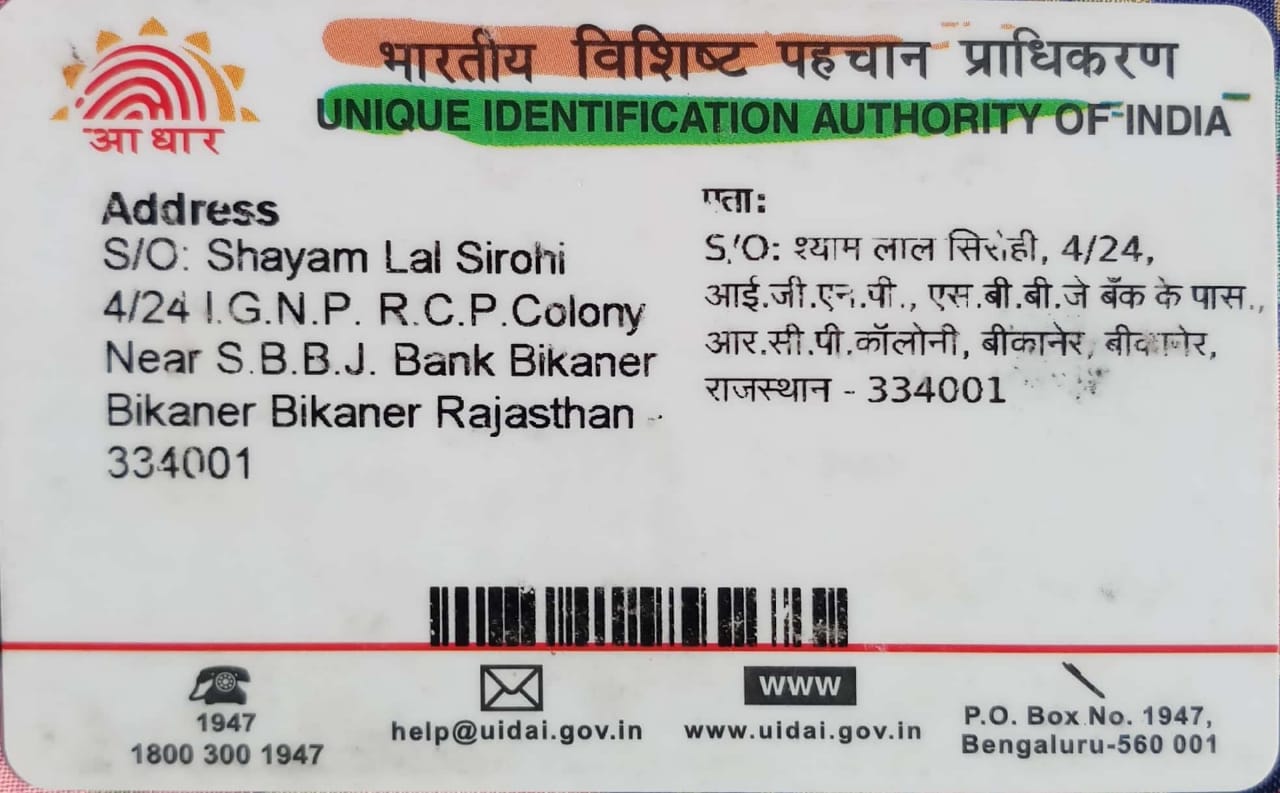 भारतीय विशिष्ट पहचान प्राधिकरण
UNIQUE IDENTIFICATION AUTHORITY OF INDIA
आधार
Address
S/O: Shayam Lal Sirohi
4/24 I.G.N.P. R.C.P.Colony
Near S.B.B.J. Bank Bikaner
Bikaner Bikaner Rajasthan -
334001
पता:
S/O: श्याम लाल सिरोही, 4/24,
आई.जी.एन.पी., एस.बी.बी.जे बैंक के पास.,
आर.सी.पी.कॉलोनी, बीकानेर, बीकानेर,
राजस्थान - 334001
1947
1800 300 1947
help@uidai.gov.in
www
www.uidai.gov.in
P.O. Box No. 1947,
Bengaluru-560 001